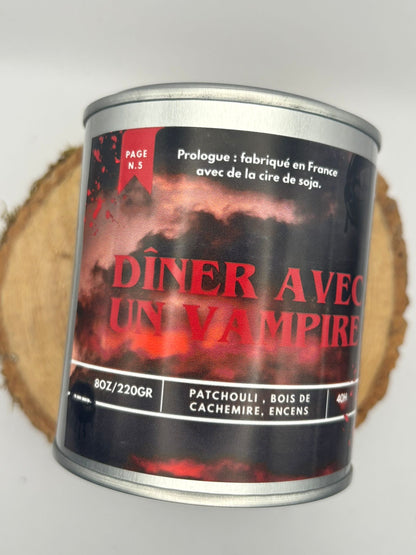 PAGE
N.5
Prologue : fabriqué en France
avec de la cire de soja.
DÎNER AVEC
UN VAMPIRE
8OZ/220GR
PATCHOULI , BOIS DE
CACHEMIRE, ENCENS
40H